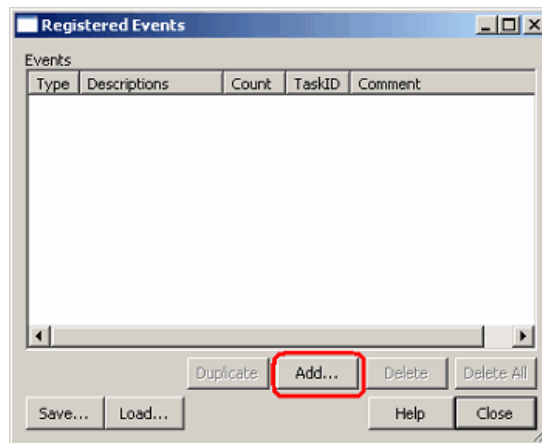 Registered Events
Events
Type Descriptions Count TaskID Comment
Duplicate Add... Delete Delete All
Save... Load... Help Close